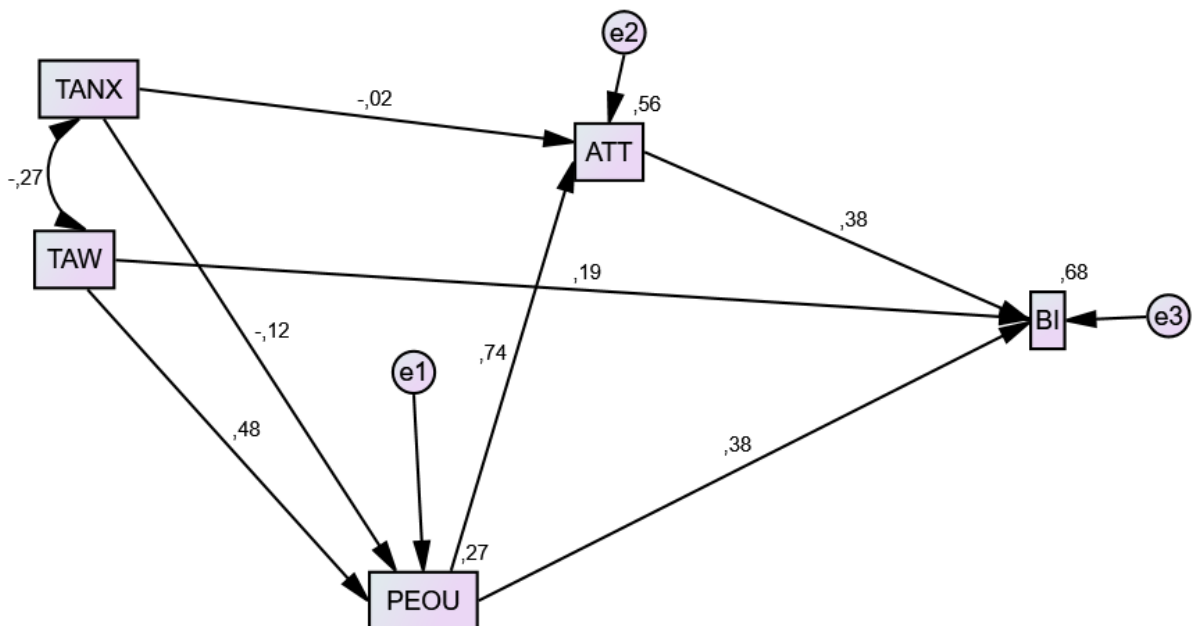 e2
TANX
-,02
,56
ATT
-,27
,38
TAW
,19
,68
BI
e3
-,12
e1
,74
,48
,38
,27
PEOU